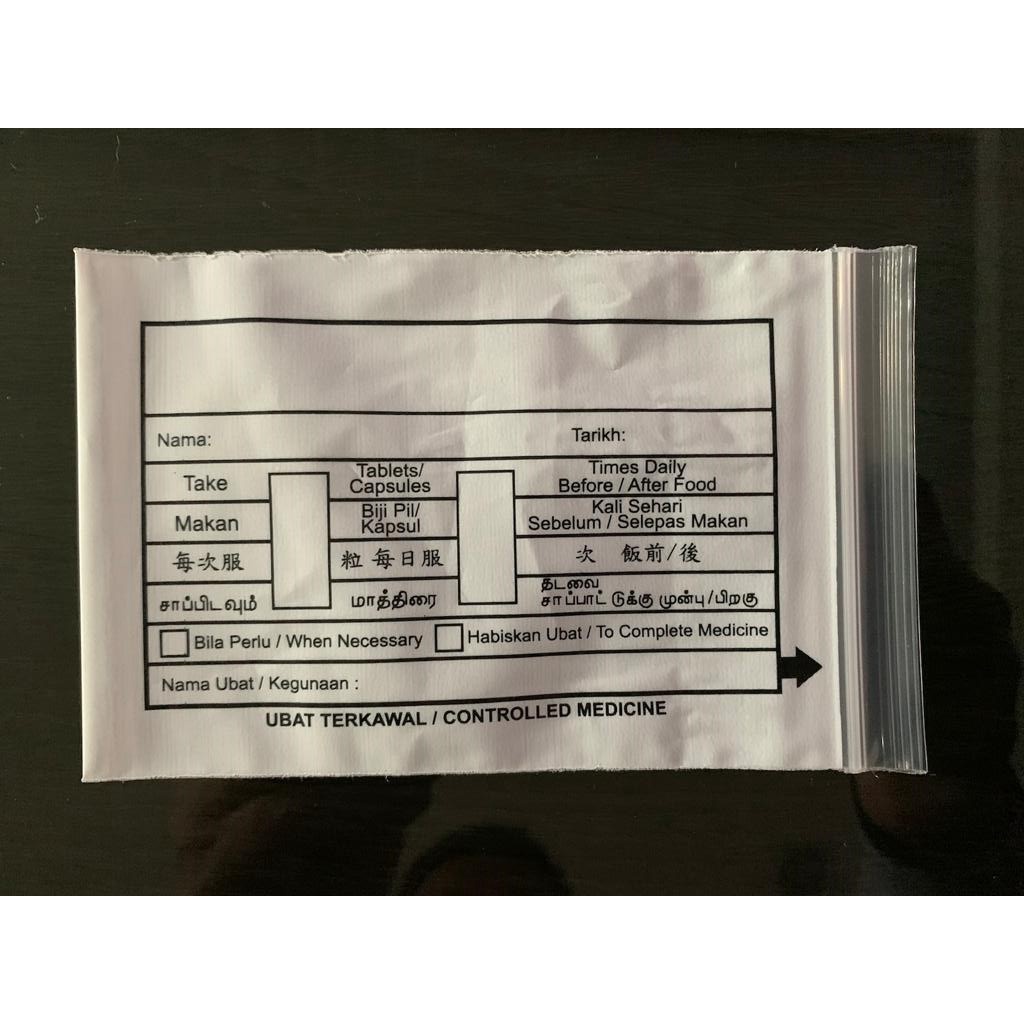 Nama: Tarikh:
Take Tablets/ Capsules Times Daily Before / After Food
Makan Biji Pil/ Kapsul Kali Sehari Sebelum / Selepas Makan
每次服 粒 每日服 次 飯前/後
சாப்பிடவும் மாத்திரை தடவை சாப்பாட் டுக்கு முன்பு/பிறகு
Bila Perlu / When Necessary Habiskan Ubat / To Complete Medicine
Nama Ubat / Kegunaan :
UBAT TERKAWAL / CONTROLLED MEDICINE